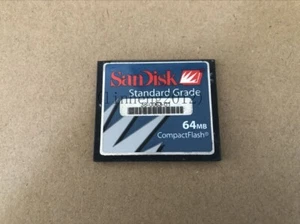 SanDisk
Standard Grade
64MB
CompactFlash®